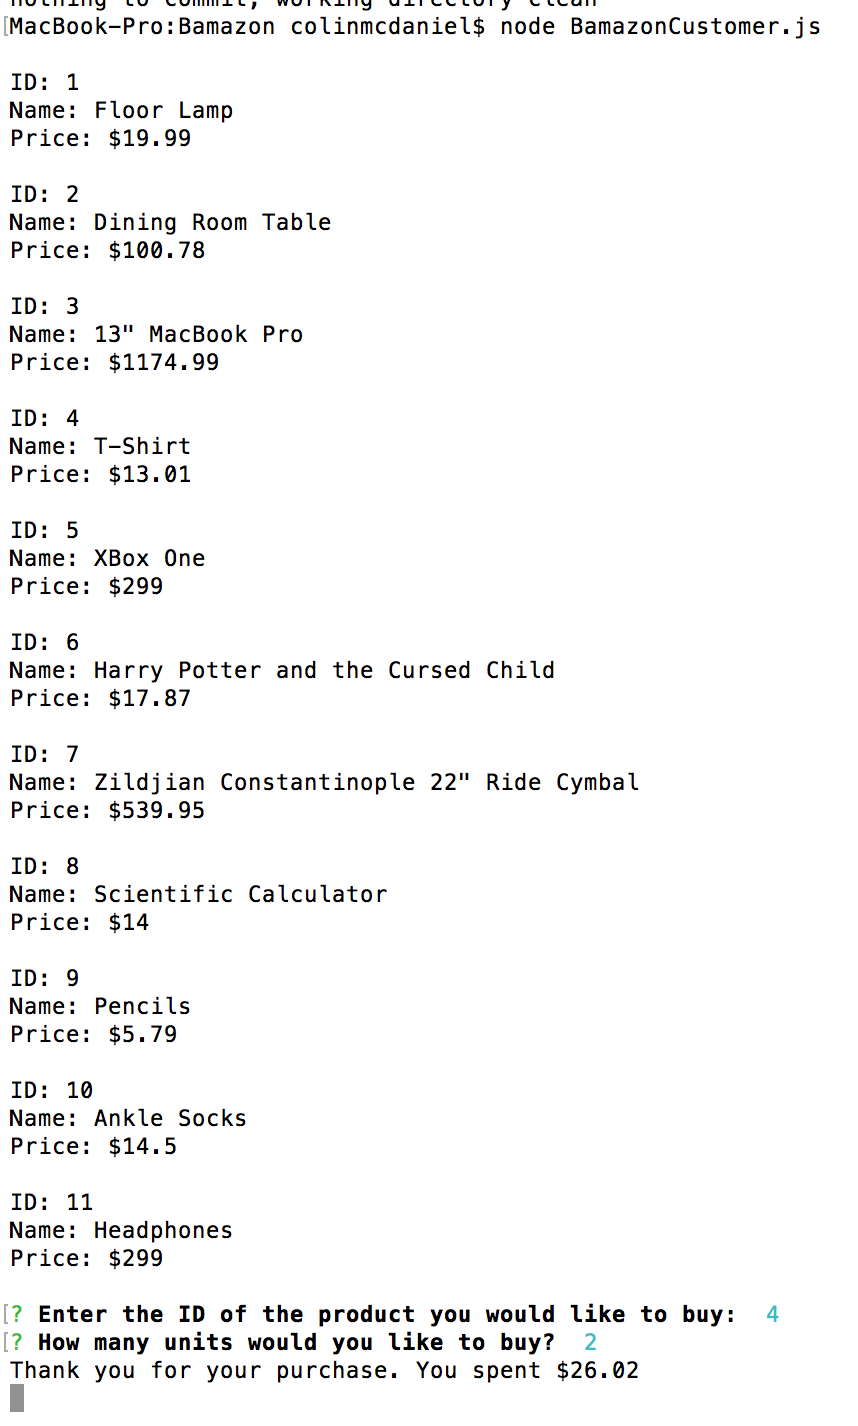 nothing to commit, working directory clean
[MacBook-Pro:Bamazon colinmcdaniel$ node BamazonCustomer.js
ID: 1
Name: Floor Lamp
Price: $19.99
ID: 2
Name: Dining Room Table
Price: $100.78
ID: 3
Name: 13" MacBook Pro
Price: $1174.99
ID: 4
Name: T-Shirt
Price: $13.01
ID: 5
Name: XBox One
Price: $299
ID: 6
Name: Harry Potter and the Cursed Child
Price: $17.87
ID: 7
Name: Zildjian Constantinople 22" Ride Cymbal
Price: $539.95
ID: 8
Name: Scientific Calculator
Price: $14
ID: 9
Name: Pencils
Price: $5.79
ID: 10
Name: Ankle Socks
Price: $14.5
ID: 11
Name: Headphones
Price: $299
[? Enter the ID of the product you would like to buy: 4
[? How many units would you like to buy? 2
Thank you for your purchase. You spent $26.02